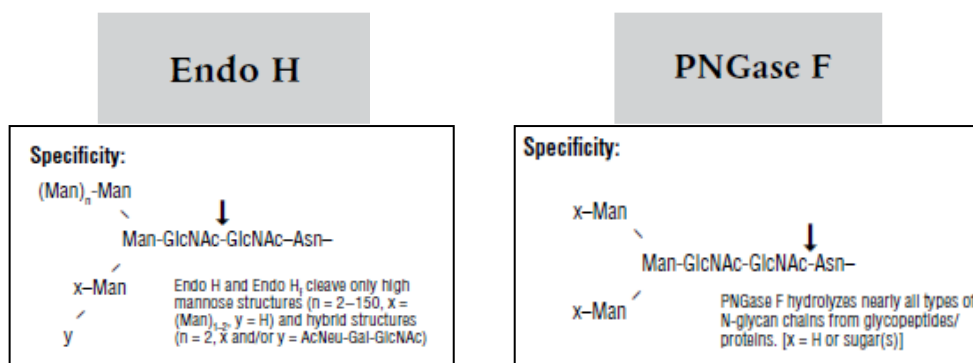 Endo H
Specificity:
(Man)n-Man
Man-GlcNAc-GlcNAc–Asn–
x–Man
y
Endo H and Endo Hf cleave only high
mannose structures (n = 2–150, x =
(Man)1–2, y = H) and hybrid structures
(n = 2, x and/or y = AcNeu-Gal-GlcNAc)
PNGase F
Specificity:
x–Man
Man-GlcNAc-GlcNAc-Asn–
x–Man
PNGase F hydrolyzes nearly all types of
N-glycan chains from glycopeptides/
proteins. [x = H or sugar(s)]